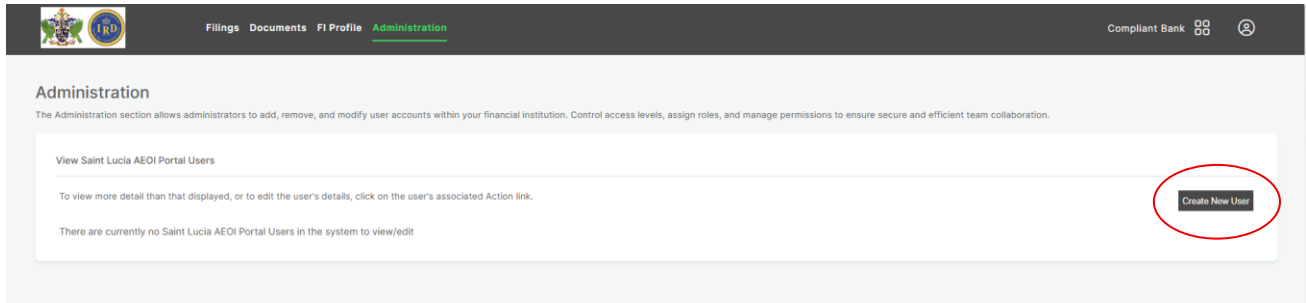 IRD
Filings Documents FI Profile Administration
Compliant Bank
Administration
The Administration section allows administrators to add, remove, and modify user accounts within your financial institution. Control access levels, assign roles, and manage permissions to ensure secure and efficient team collaboration.
View Saint Lucia AEOI Portal Users
To view more detail than that displayed, or to edit the user's details, click on the user's associated Action link.
Create New User
There are currently no Saint Lucia AEOI Portal Users in the system to view/edit